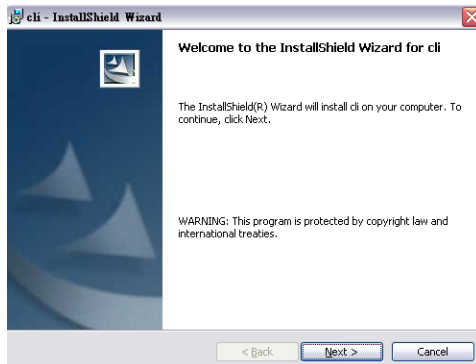 cli - InstallShield Wizard
Welcome to the InstallShield Wizard for cli
The InstallShield(R) Wizard will install cli on your computer. To
continue, click Next.
WARNING: This program is protected by copyright law and
international treaties.
< Back
Next >
Cancel